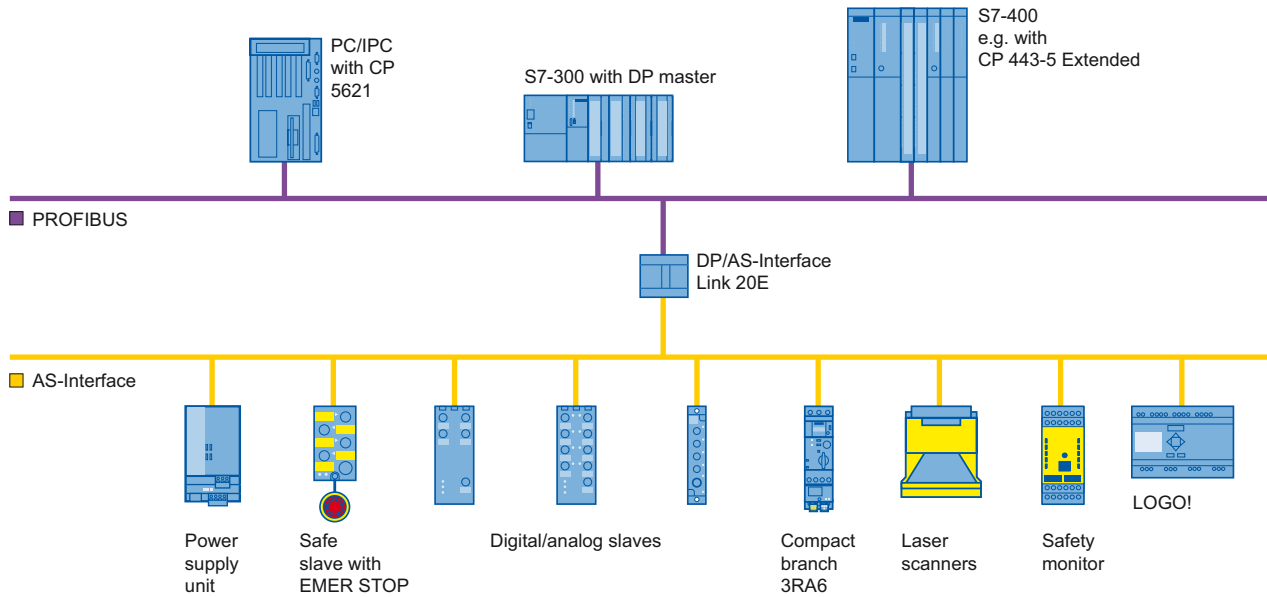 PC/IPC
with CP
5621
S7-300 with DP master
S7-400
e.g. with
CP 443-5 Extended
PROFIBUS
DP/AS-Interface
Link 20E
AS-Interface
Power
supply
unit
Safe
slave with
EMER STOP
Digital/analog slaves
Compact
branch
3RA6
Laser
scanners
Safety
monitor
LOGO!